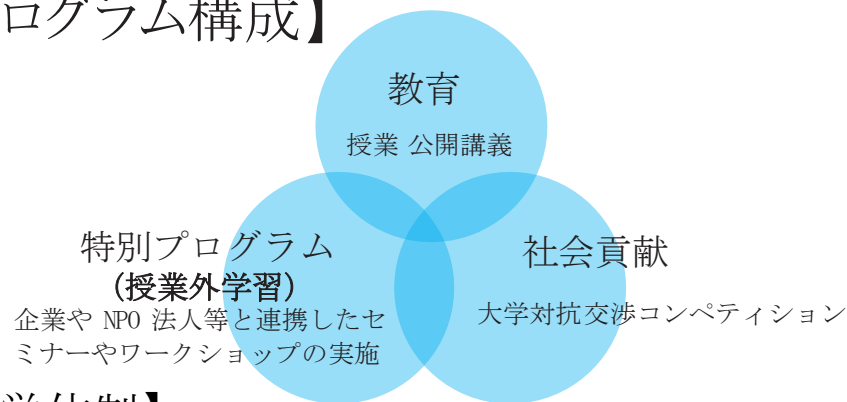 ログラム構成】
教育
授業 公開講義
特別プログラム
(授業外学習)
企業や NPO 法人等と連携したセ
ミナーやワークショップの実施
社会貢献
大学対抗交渉コンペティション